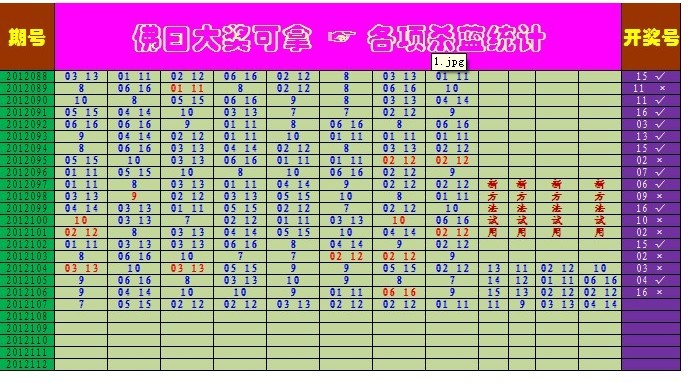 期号 佛曰大奖可拿 ☞ 各项杀蓝统计 开奖号
1.jpg
2012088 03 13 01 11 02 12 06 16 02 12 8 03 13 01 11 15 ✓
2012089 8 06 16 01 11 8 02 12 8 06 16 10 11 ×
2012090 10 8 05 15 06 16 9 8 03 13 04 14 11 ✓
2012091 05 15 04 14 10 03 13 7 7 02 12 9 16 ✓
2012092 06 16 06 16 9 01 11 8 06 16 8 06 16 03 ✓
2012093 9 04 14 02 12 01 11 10 01 11 01 11 01 11 13 ✓
2012094 8 06 16 03 13 04 14 02 12 8 03 13 02 12 15 ✓
2012095 05 15 10 03 13 06 16 01 11 01 11 02 12 02 12 02 ×
2012096 01 11 05 15 10 8 10 06 16 02 12 9 07 ✓
2012097 01 11 8 03 13 01 11 04 14 9 02 12 02 12 新 新 新 新 06 ✓
2012098 03 13 9 02 12 03 13 05 15 10 8 01 11 方 方 方 方 09 ×
2012099 04 14 03 13 01 11 05 15 02 12 7 02 12 10 法 法 法 法 16 ✓
2012100 10 03 13 7 02 12 01 11 03 13 10 06 16 试 试 试 试 10 ×
2012101 02 12 8 03 13 04 14 05 15 10 04 14 02 12 用 用 用 用 02 ×
2012102 01 11 03 13 03 13 06 16 8 04 14 9 02 12 15 ✓
2012103 8 06 16 10 7 7 02 12 02 12 9 02 ×
2012104 03 13 10 03 13 05 15 9 9 05 15 02 12 13 11 02 12 10 03 ×
2012105 9 06 16 8 03 13 04 14 8 03 13 7 14 12 01 11 06 16 04 ✓
2012106 9 04 14 10 10 9 01 11 06 16 9 15 13 02 12 02 12 16 ×
2012107 7 05 15 02 12 02 12 03 13 02 12 02 12 01 11 11 9 03 13 04 14
2012108
2012109
2012110
2012111
2012112